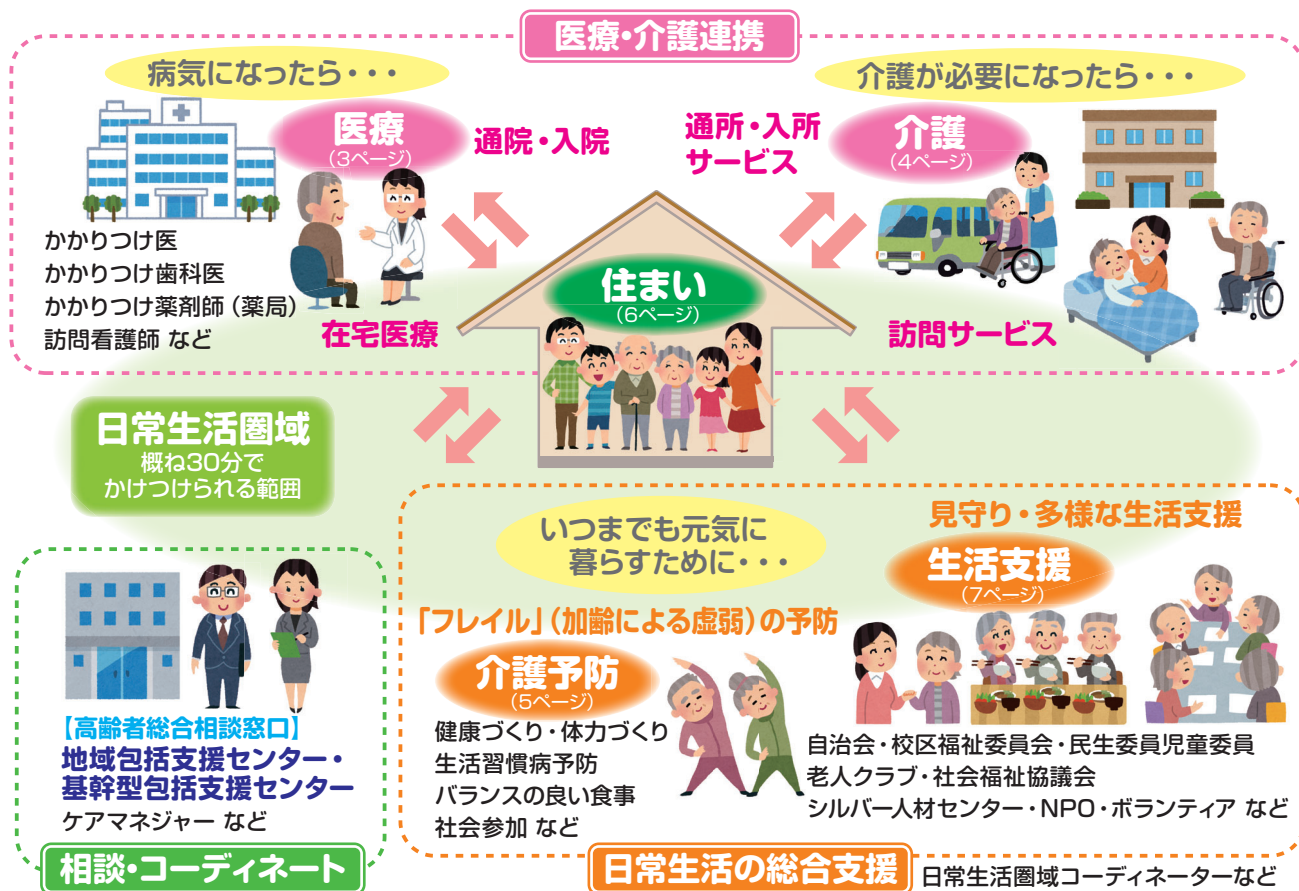 医療・介護連携
病気になったら・・・
医療
(3ページ)
通院・入院
かかりつけ医
かかりつけ歯科医
かかりつけ薬剤師(薬局)
訪問看護師 など
在宅医療
介護が必要になったら・・・
通所・入所
サービス
介護
(4ページ)
訪問サービス
住まい
(6ページ)
日常生活圏域
概ね30分で
かけつけられる範囲
【高齢者総合相談窓口】
地域包括支援センター・
基幹型包括支援センター
ケアマネジャー など
相談・コーディネート
いつまでも元気に
暮らすために・・・
「フレイル」(加齢による虚弱)の予防
介護予防
(5ページ)
健康づくり・体力づくり
生活習慣病予防
バランスの良い食事
社会参加 など
見守り・多様な生活支援
生活支援
(7ページ)
自治会・校区福祉委員会・民生委員児童委員
老人クラブ・社会福祉協議会
シルバー人材センター・NPO・ボランティア など
日常生活の総合支援
日常生活圏域コーディネーターなど